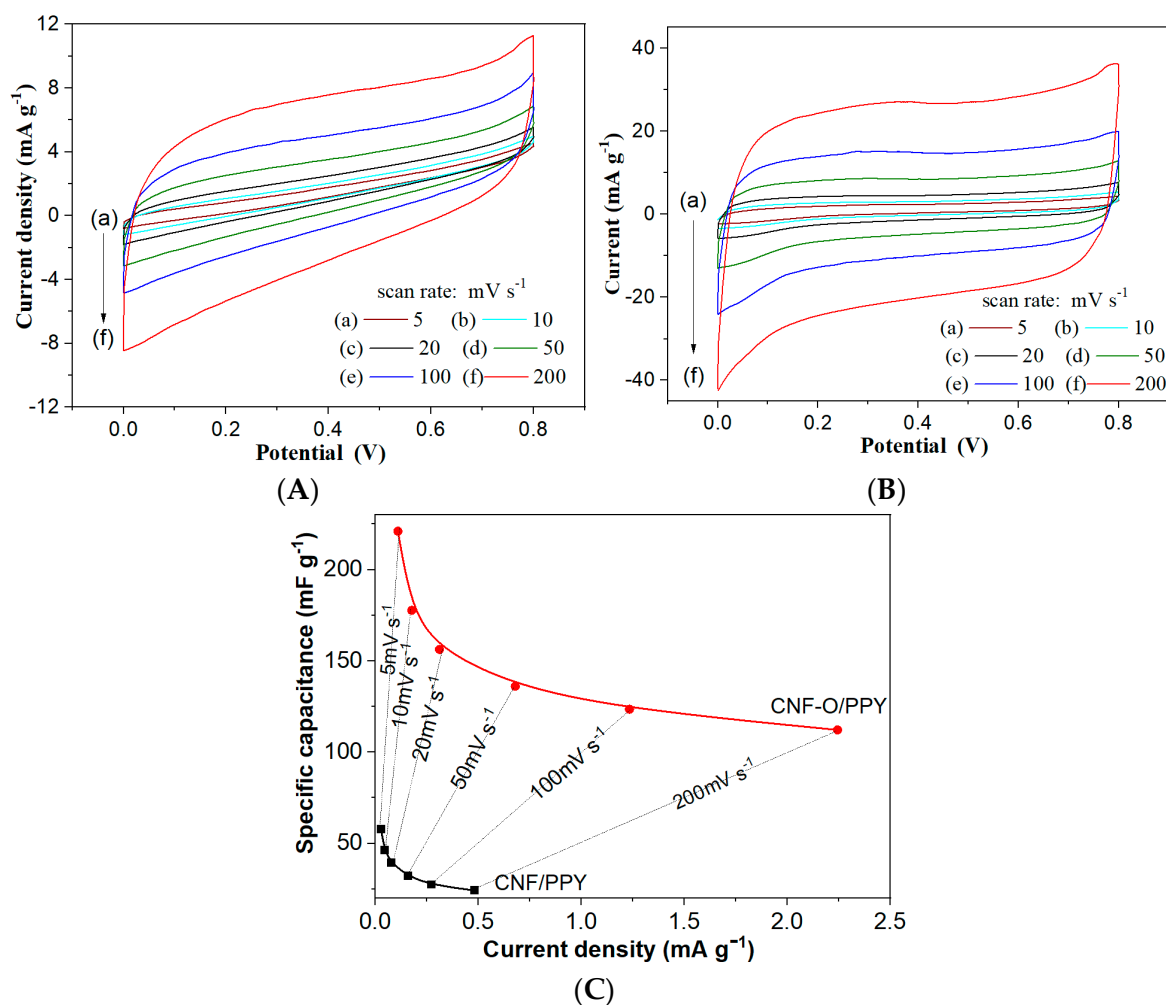 12
8
4
0
-4
-8
-12
Current density (mA g⁻¹)
(a)
(f)
scan rate: mV s⁻¹
(a) 5 (b) 10
(c) 20 (d) 50
(e) 100 (f) 200
0.0 0.2 0.4 0.6 0.8
Potential (V)
(A)
40
20
0
-20
-40
Current (mA g⁻¹)
(a)
(f)
scan rate: mV s⁻¹
(a) 5 (b) 10
(c) 20 (d) 50
(e) 100 (f) 200
0.0 0.2 0.4 0.6 0.8
Potential (V)
(B)
200
150
100
50
Specific capacitance (mF g⁻¹)
5mV s⁻¹
10mV s⁻¹
20mV s⁻¹
50mV s⁻¹
100mV s⁻¹
200mV s⁻¹
CNF-O/PPY
CNF/PPY
0.0 0.5 1.0 1.5 2.0 2.5
Current density (mA g⁻¹)
(C)